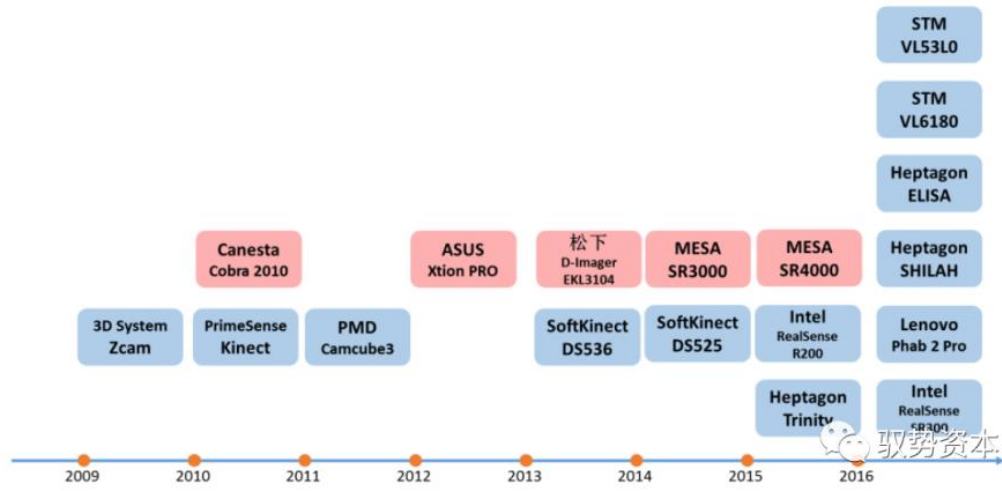 STM
VL53L0
STM
VL6180
Heptagon
ELISA
Canesta
Cobra 2010
ASUS
Xtion PRO
松下
D-Imager
EKL3104
MESA
SR3000
MESA
SR4000
Heptagon
SHILAH
3D System
Zcam
PrimeSense
Kinect
PMD
Camcube3
SoftKinect
DS536
SoftKinect
DS525
Intel
RealSense
R200
Lenovo
Phab 2 Pro
Heptagon
Trinity
Intel
RealSense
SR300
驭势资本
2009
2010
2011
2012
2013
2014
2015
2016